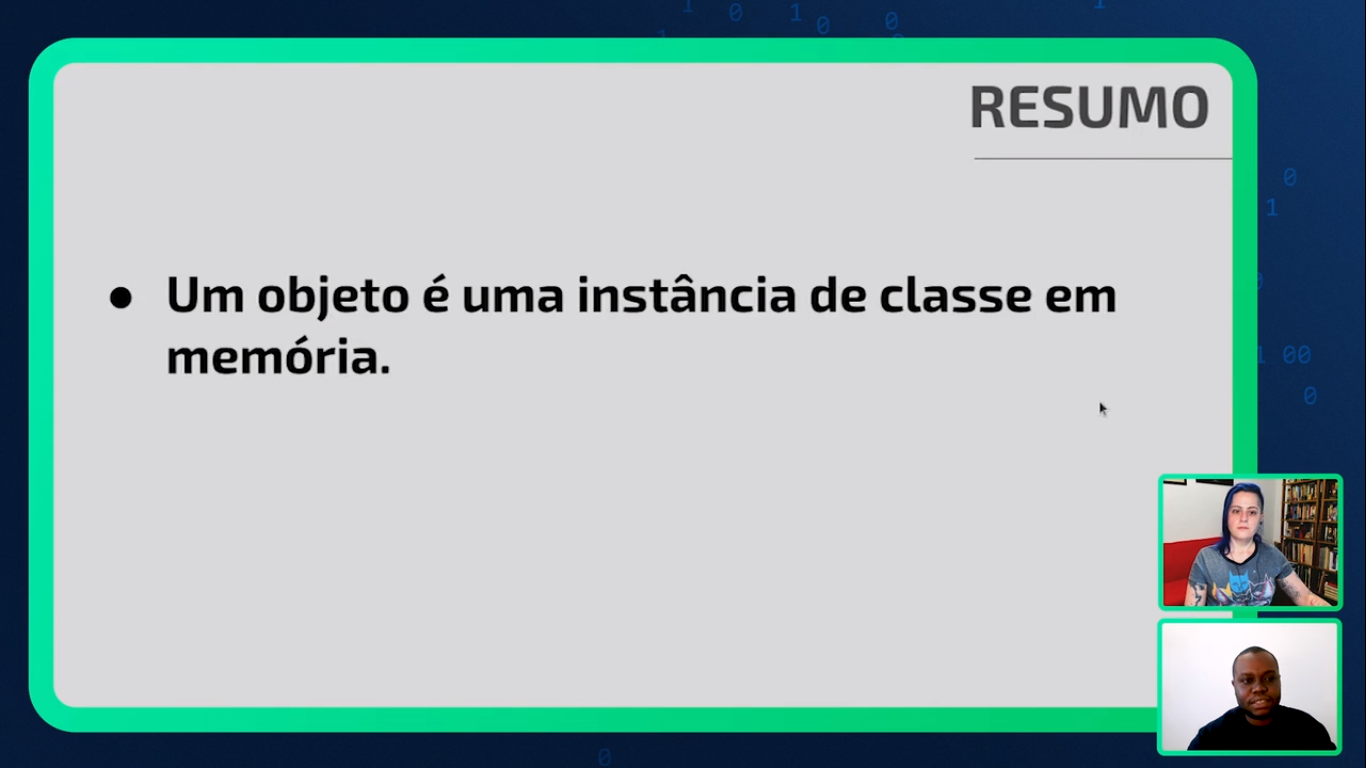 RESUMO
● Um objeto é uma instância de classe em
memória.